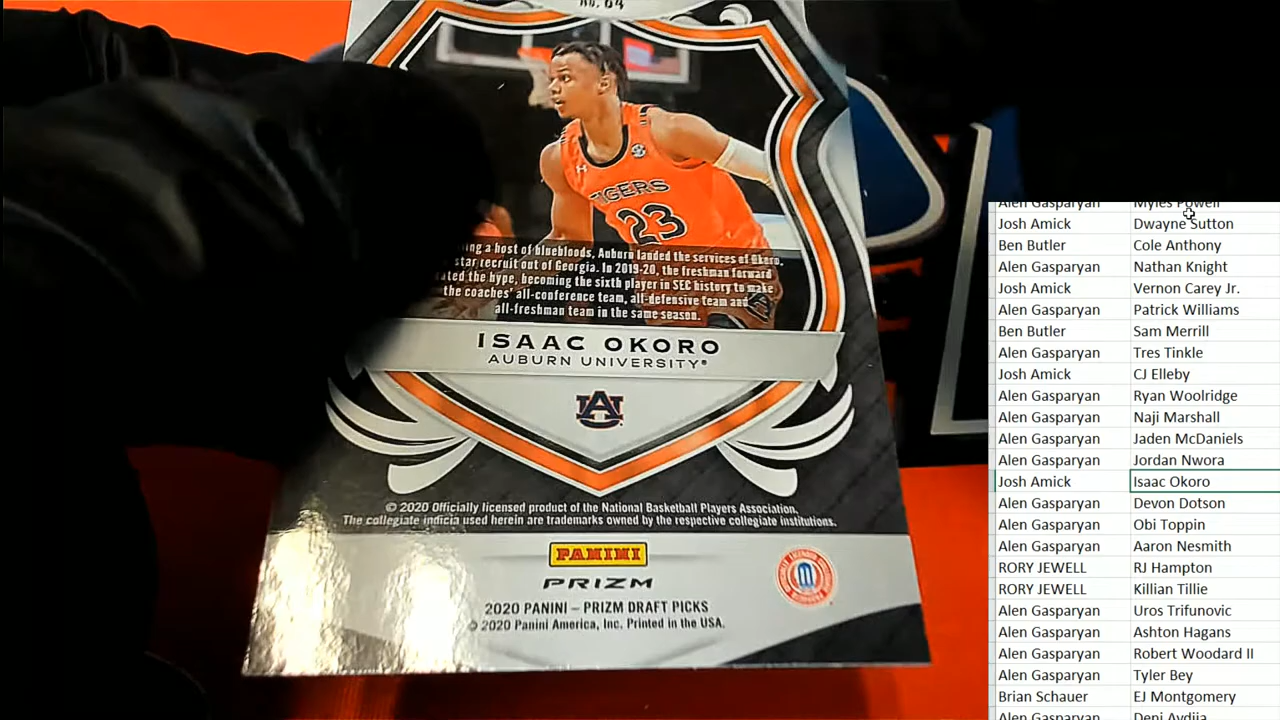 No. 64
TIGERS
23
ing a host of bluebloods, Auburn landed the services of Okoro,
star recruit out of Georgia. In 2019-20, the freshman forward
ated the hype, becoming the sixth player in SEC history to make
the coaches' all-conference team, all-defensive team and
all-freshman team in the same season.
ISAAC OKORO
AUBURN UNIVERSITY®
AU
© 2020 Officially licensed product of the National Basketball Players Association.
The collegiate indicia used herein are trademarks owned by the respective collegiate institutions.
PANINI
PRIZM
2020 PANINI – PRIZM DRAFT PICKS
© 2020 Panini America, Inc. Printed in the USA.
Alen Gasparyan Myles Powell
Josh Amick Dwayne Sutton
Ben Butler Cole Anthony
Alen Gasparyan Nathan Knight
Josh Amick Vernon Carey Jr.
Alen Gasparyan Patrick Williams
Ben Butler Sam Merrill
Alen Gasparyan Tres Tinkle
Josh Amick CJ Elleby
Alen Gasparyan Ryan Woolridge
Alen Gasparyan Naji Marshall
Alen Gasparyan Jaden McDaniels
Alen Gasparyan Jordan Nwora
Josh Amick Isaac Okoro
Alen Gasparyan Devon Dotson
Alen Gasparyan Obi Toppin
Alen Gasparyan Aaron Nesmith
RORY JEWELL RJ Hampton
RORY JEWELL Killian Tillie
Alen Gasparyan Uros Trifunovic
Alen Gasparyan Ashton Hagans
Alen Gasparyan Robert Woodard II
Alen Gasparyan Tyler Bey
Brian Schauer EJ Montgomery
Alen Gasparyan Deni Avdija